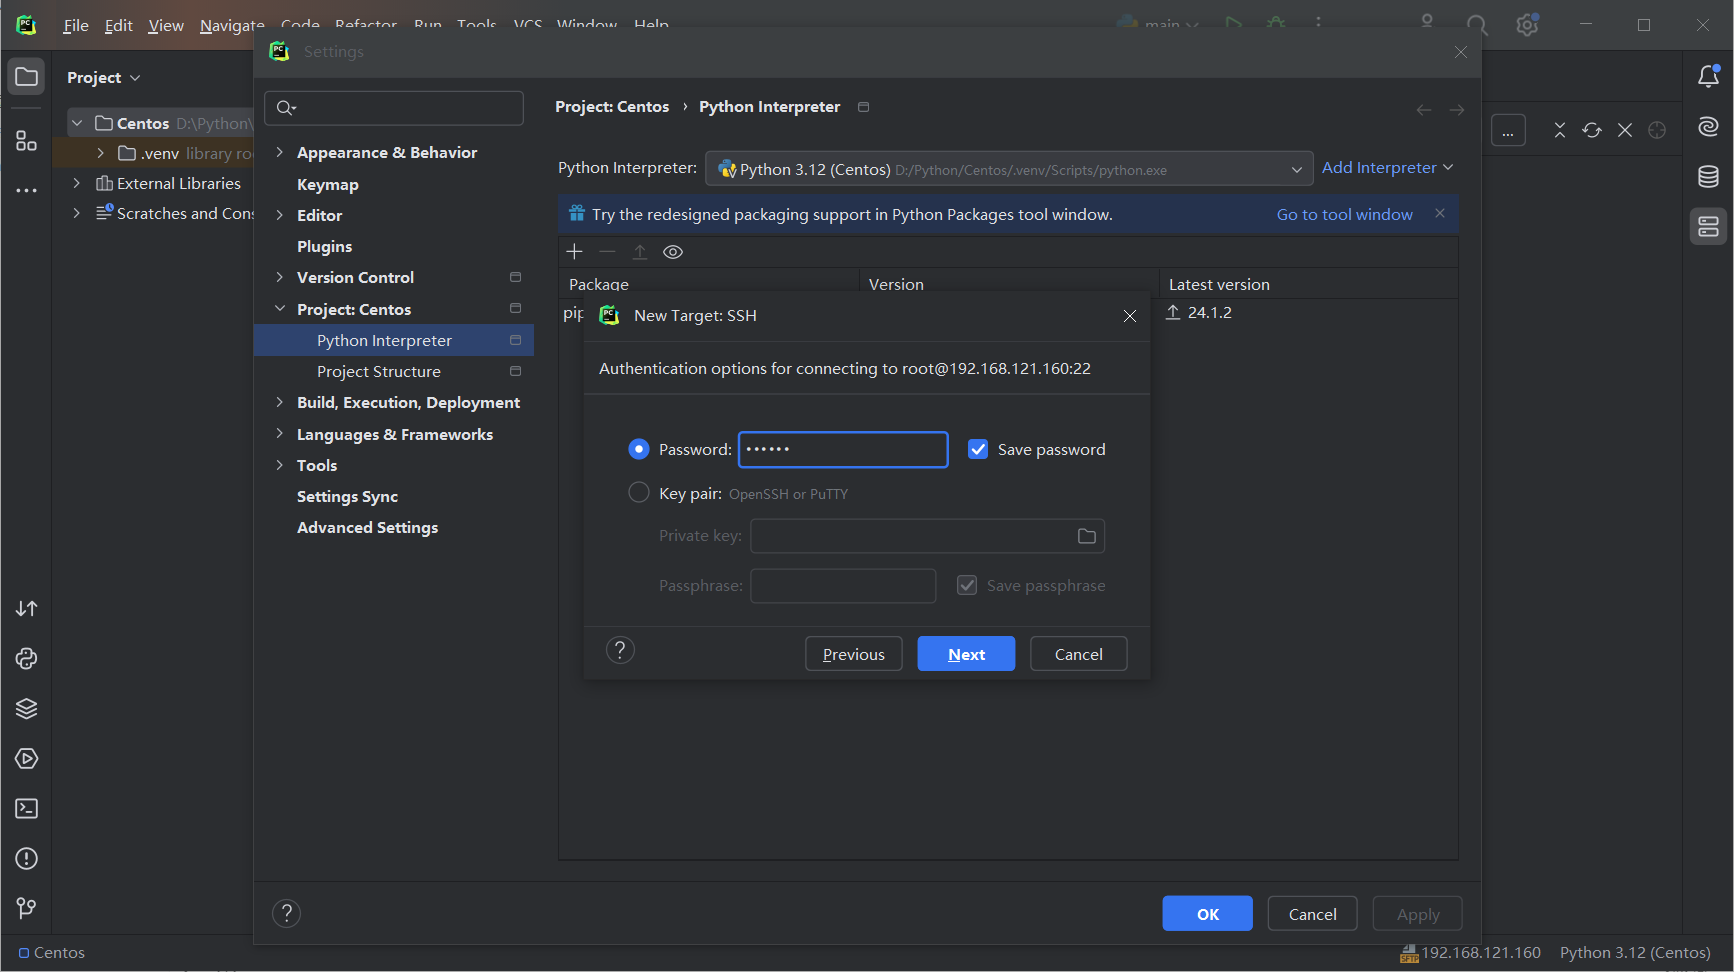 File Edit View Navigate Code Refactor Run Tools VCS Window Help main
Settings
Project
Centos D:\Python\
.venv library ro
External Libraries
Scratches and Con
Appearance & Behavior
Keymap
Editor
Plugins
Version Control
Project: Centos
Python Interpreter
Project Structure
Build, Execution, Deployment
Languages & Frameworks
Tools
Settings Sync
Advanced Settings
Project: Centos › Python Interpreter
...
Python Interpreter: Python 3.12 (Centos) D:/Python/Centos/.venv/Scripts/python.exe Add Interpreter
Try the redesigned packaging support in Python Packages tool window. Go to tool window
Package Version Latest version
pip 24.1.2
New Target: SSH
Authentication options for connecting to root@192.168.121.160:22
Password: •••••• Save password
Key pair: OpenSSH or PuTTY
Private key:
Passphrase: Save passphrase
? Previous Next Cancel
? OK Cancel Apply
Centos SFTP 192.168.121.160 Python 3.12 (Centos)